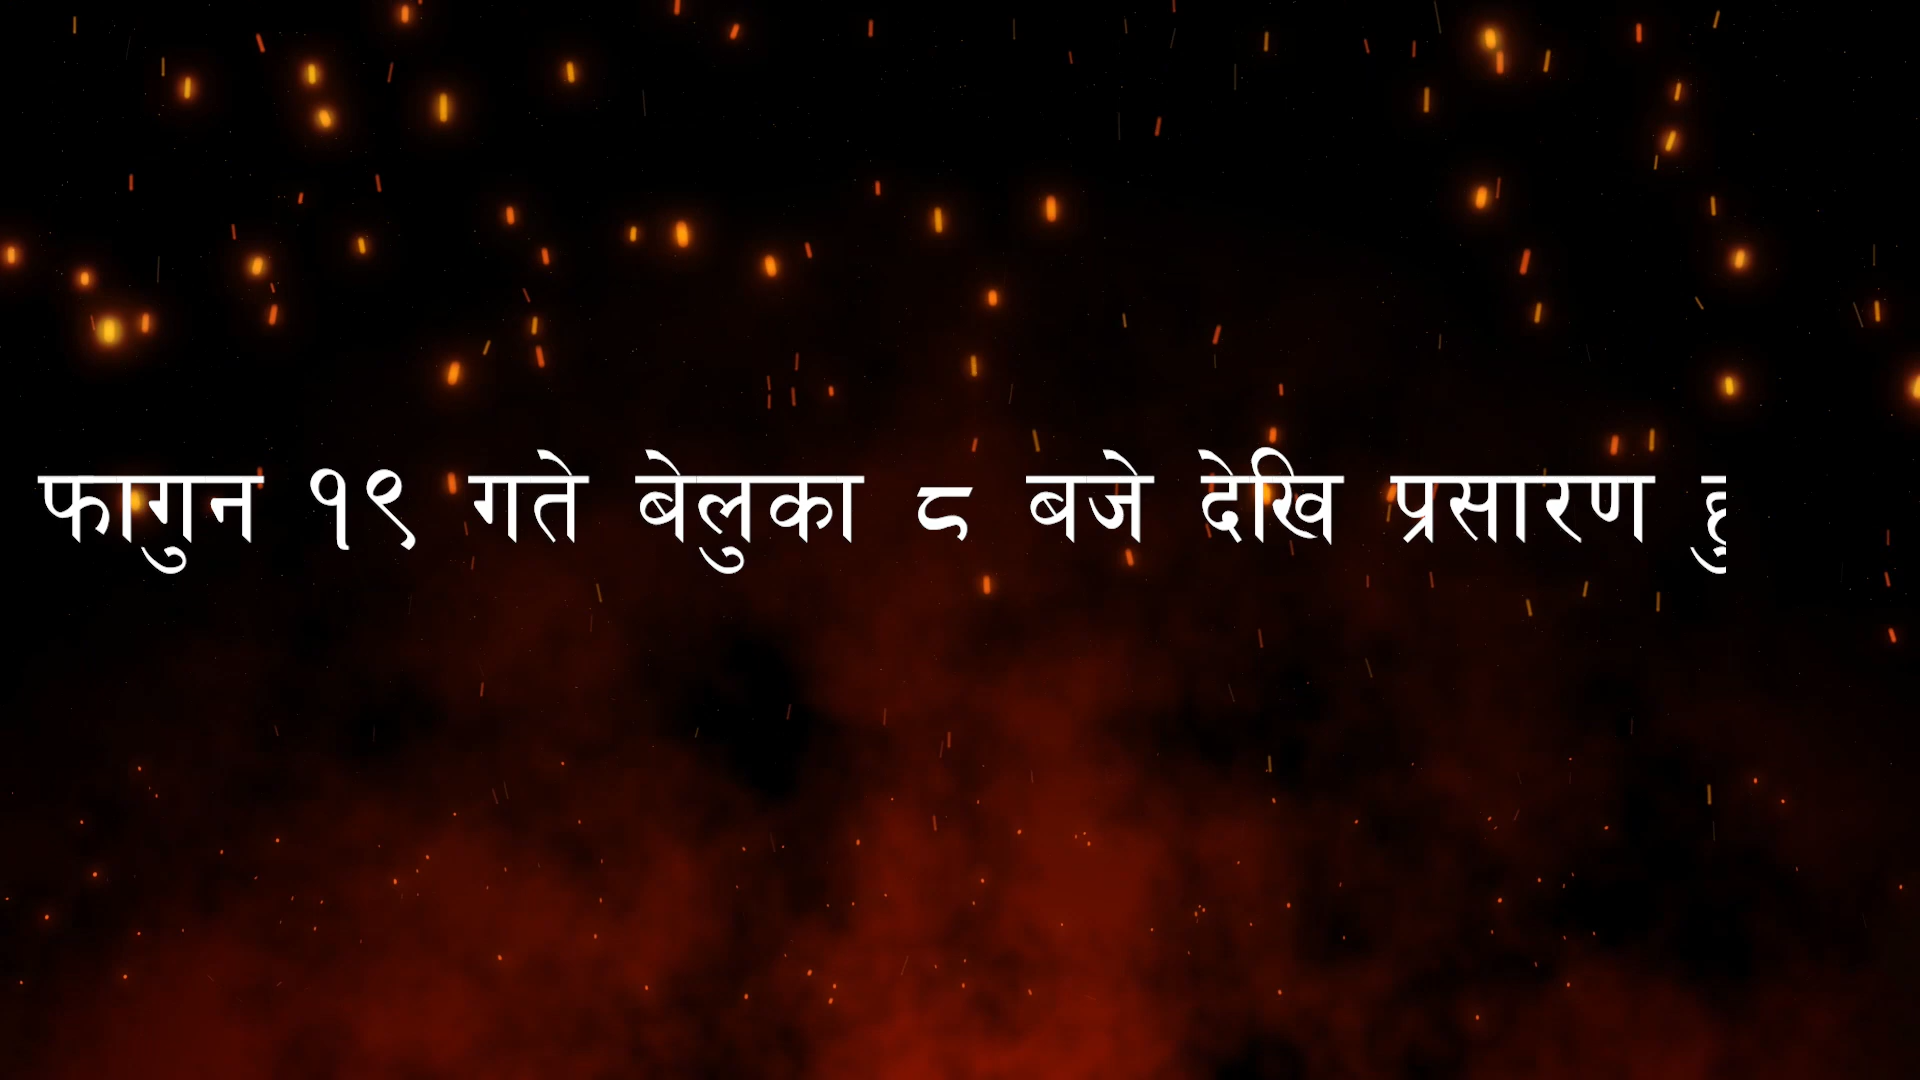 फागुन १९ गते बेलुका ८ बजे देखि प्रसारण हु